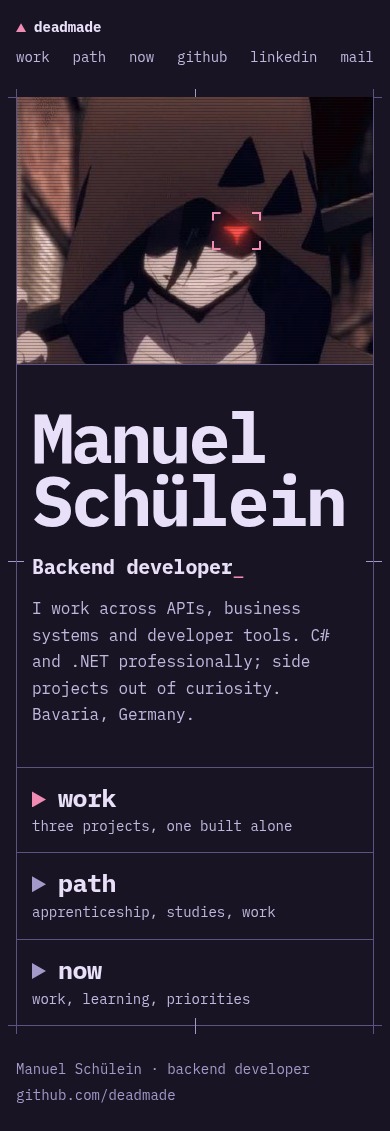 deadmade
work path now github linkedin mail
Manuel
Schülein
Backend developer_
I work across APIs, business
systems and developer tools. C#
and .NET professionally; side
projects out of curiosity.
Bavaria, Germany.
work
three projects, one built alone
path
apprenticeship, studies, work
now
work, learning, priorities
Manuel Schülein · backend developer
github.com/deadmade